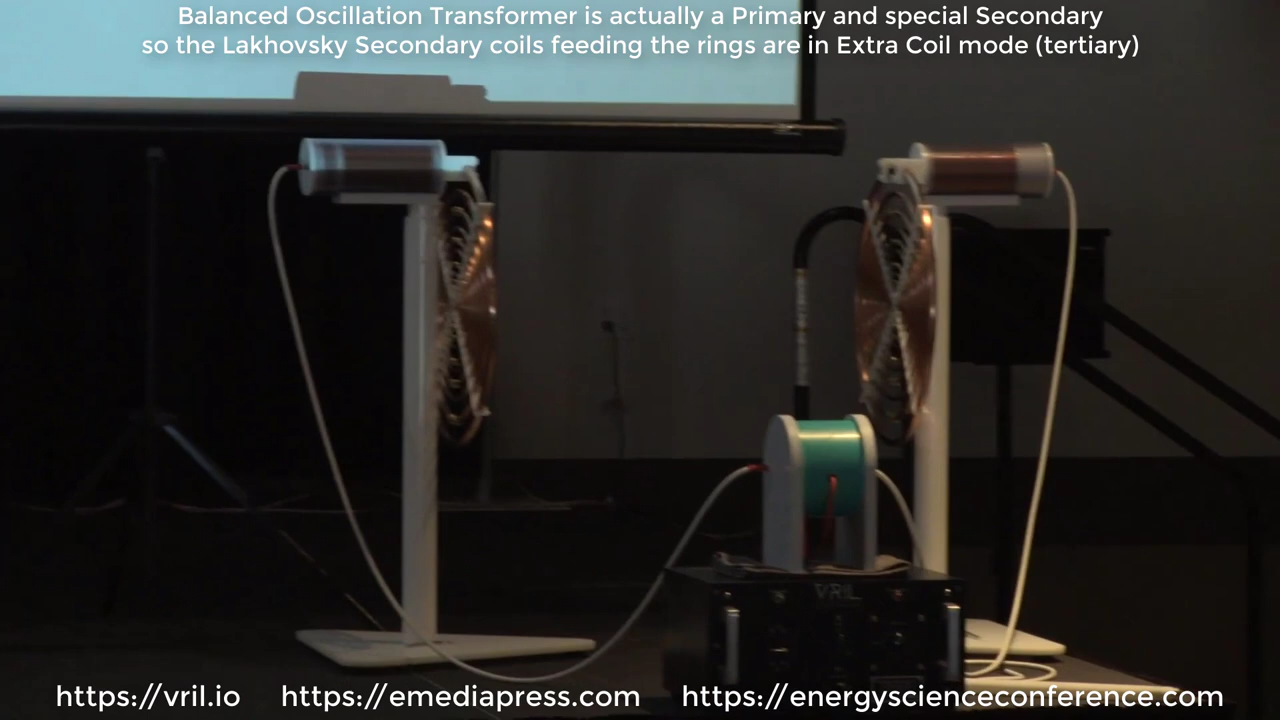 Balanced Oscillation Transformer is actually a Primary and special Secondary
so the Lakhovsky Secondary coils feeding the rings are in Extra Coil mode (tertiary)
VRIL
https://vril.io https://emediapress.com https://energyscienceconference.com